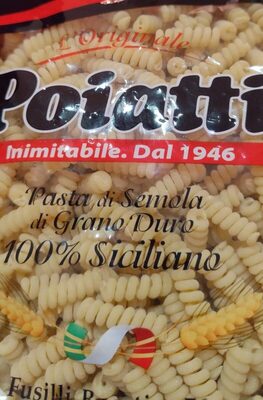 L'Originale
Poiatti
Inimitabile. Dal 1946
Pasta di Semola
di Grano Duro
100% Siciliano
Fusilli